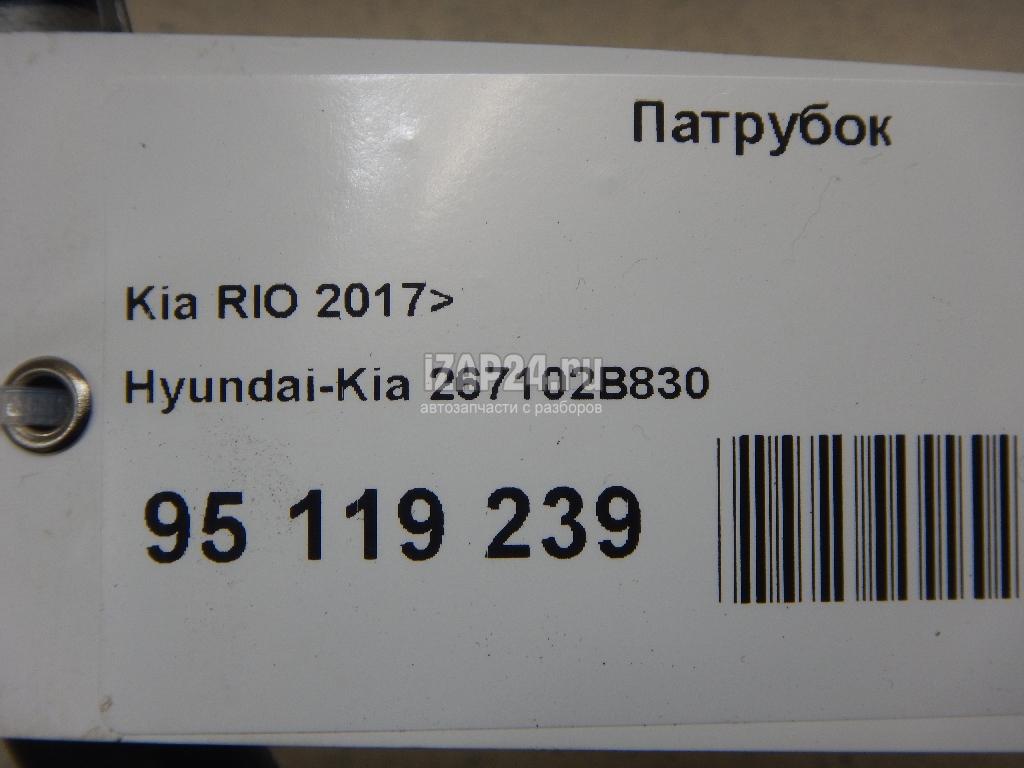 Патрубок
Kia RIO 2017>
iZAP24.ru
Hyundai-Kia 267102B830
автозапчасти с разборов
95 119 239